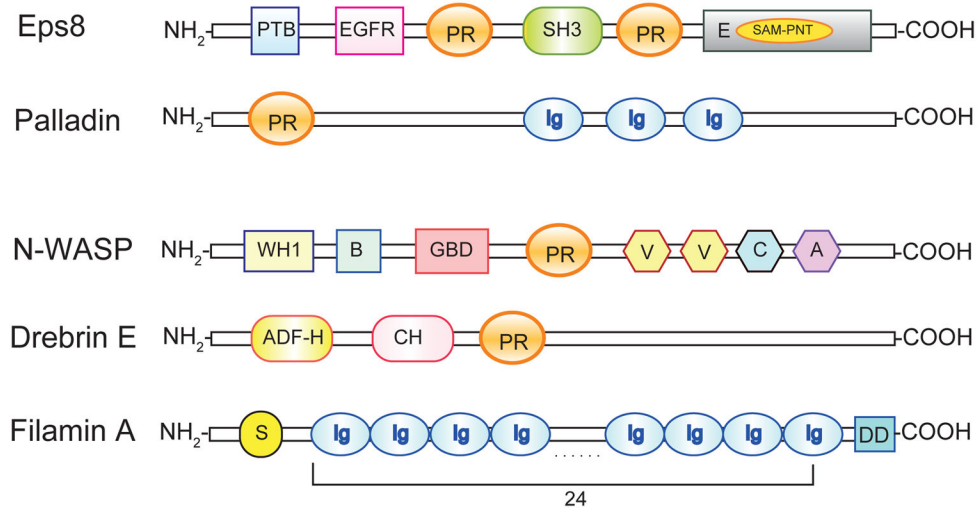 Eps8 NH2- PTB EGFR PR SH3 PR E SAM-PNT -COOH
Palladin NH2- PR Ig Ig Ig -COOH
N-WASP NH2- WH1 B GBD PR V V C A -COOH
Drebrin E NH2- ADF-H CH PR -COOH
Filamin A NH2- S Ig Ig Ig Ig ...... Ig Ig Ig Ig DD -COOH
24